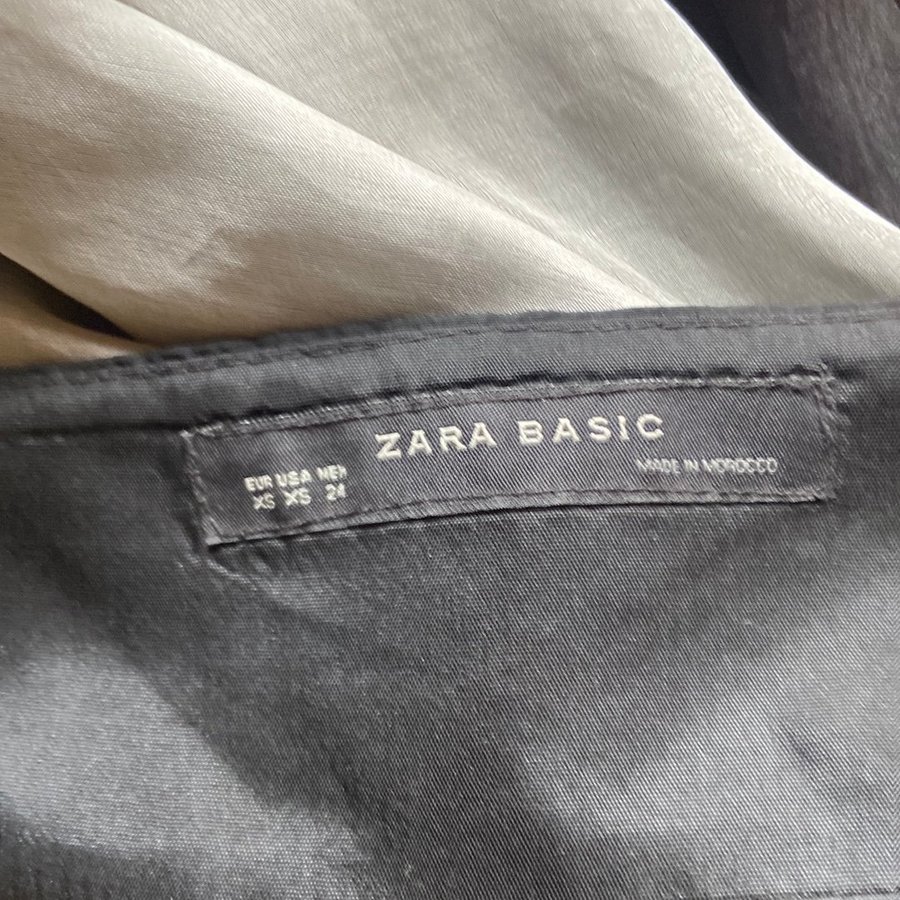 ZARA BASIC
EUR USA MEX
XS XS 24
MADE IN MOROCCO